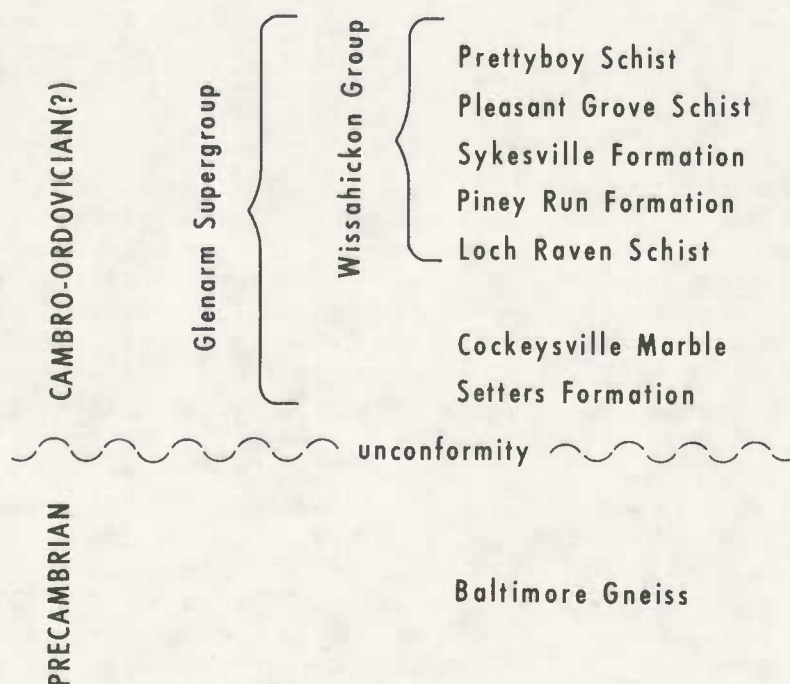 CAMBRO-ORDOVICIAN(?)
Glenarm Supergroup
Wissahickon Group
Prettyboy Schist
Pleasant Grove Schist
Sykesville Formation
Piney Run Formation
Loch Raven Schist
Cockeysville Marble
Setters Formation
unconformity
PRECAMBRIAN
Baltimore Gneiss